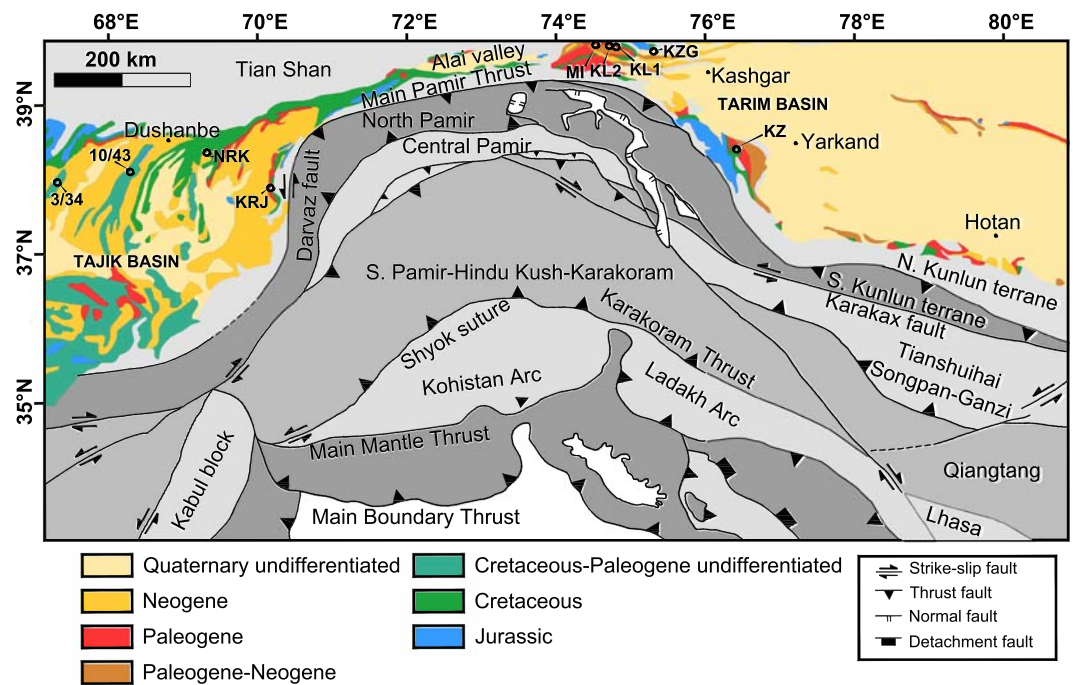 68°E 70°E 72°E 74°E 76°E 78°E 80°E
39°N
37°N
35°N
200 km
Tian Shan
Alai valley
Main Pamir Thrust
MI KL2 KL1
KZG
Kashgar
TARIM BASIN
Dushanbe
North Pamir
KZ
Yarkand
10/43
NRK
Central Pamir
3/34
KRJ
Darvaz fault
Hotan
TAJIK BASIN
S. Pamir-Hindu Kush-Karakoram
N. Kunlun terrane
S. Kunlun terrane
Karakax fault
Shyok suture
Karakoram Thrust
Tianshuihai
Songpan-Ganzi
Kohistan Arc
Ladakh Arc
Main Mantle Thrust
Kabul block
Qiangtang
Main Boundary Thrust
Lhasa
Quaternary undifferentiated
Neogene
Paleogene
Paleogene-Neogene
Cretaceous-Paleogene undifferentiated
Cretaceous
Jurassic
Strike-slip fault
Thrust fault
Normal fault
Detachment fault